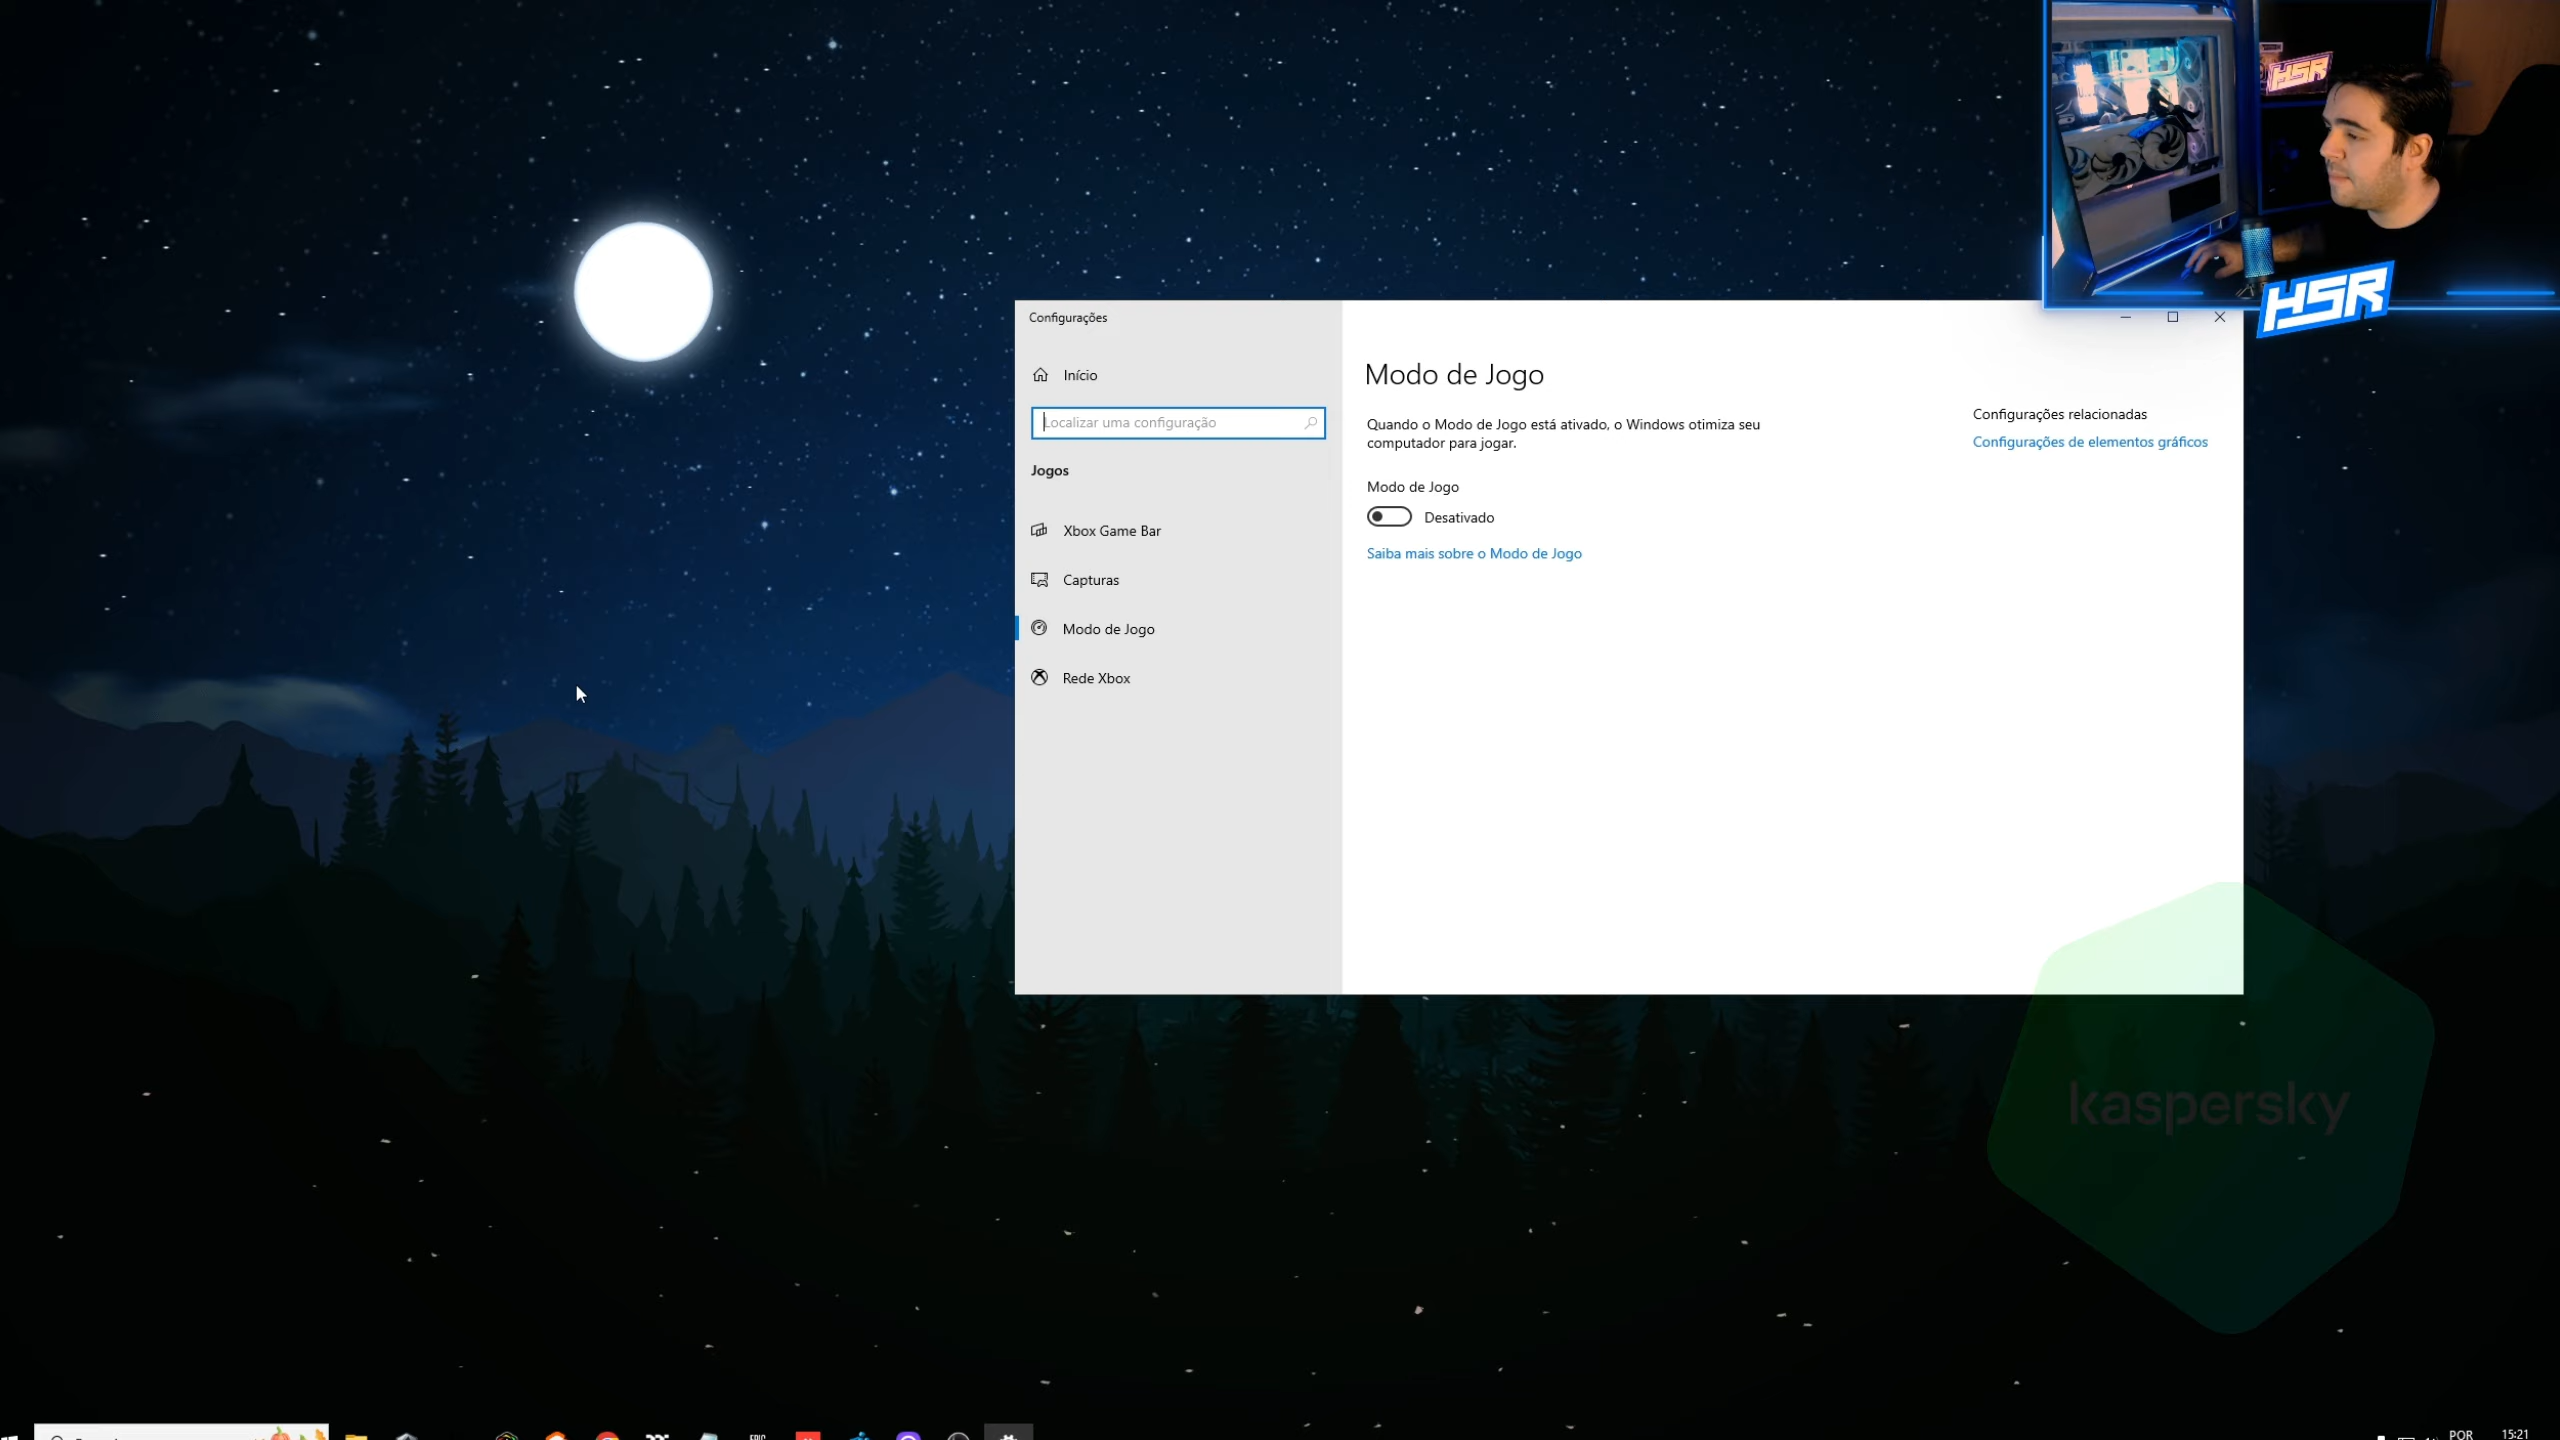 HSR
HSR
Configurações
Início
Localizar uma configuração
Jogos
Xbox Game Bar
Capturas
Modo de Jogo
Rede Xbox
Modo de Jogo
Quando o Modo de Jogo está ativado, o Windows otimiza seu
computador para jogar.
Modo de Jogo
Desativado
Saiba mais sobre o Modo de Jogo
Configurações relacionadas
Configurações de elementos gráficos
kaspersky
EPIC
POR
15:21